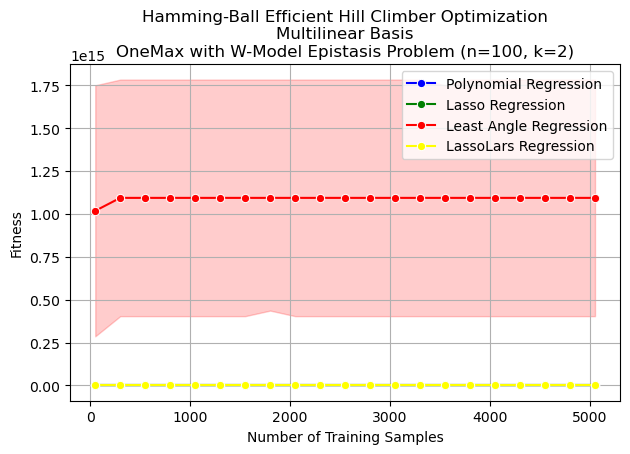 Hamming-Ball Efficient Hill Climber Optimization
Multilinear Basis
OneMax with W-Model Epistasis Problem (n=100, k=2)
1e15
Polynomial Regression
Lasso Regression
Least Angle Regression
LassoLars Regression
1.75
1.50
1.25
1.00
0.75
0.50
0.25
0.00
Fitness
0
1000
2000
3000
4000
5000
Number of Training Samples